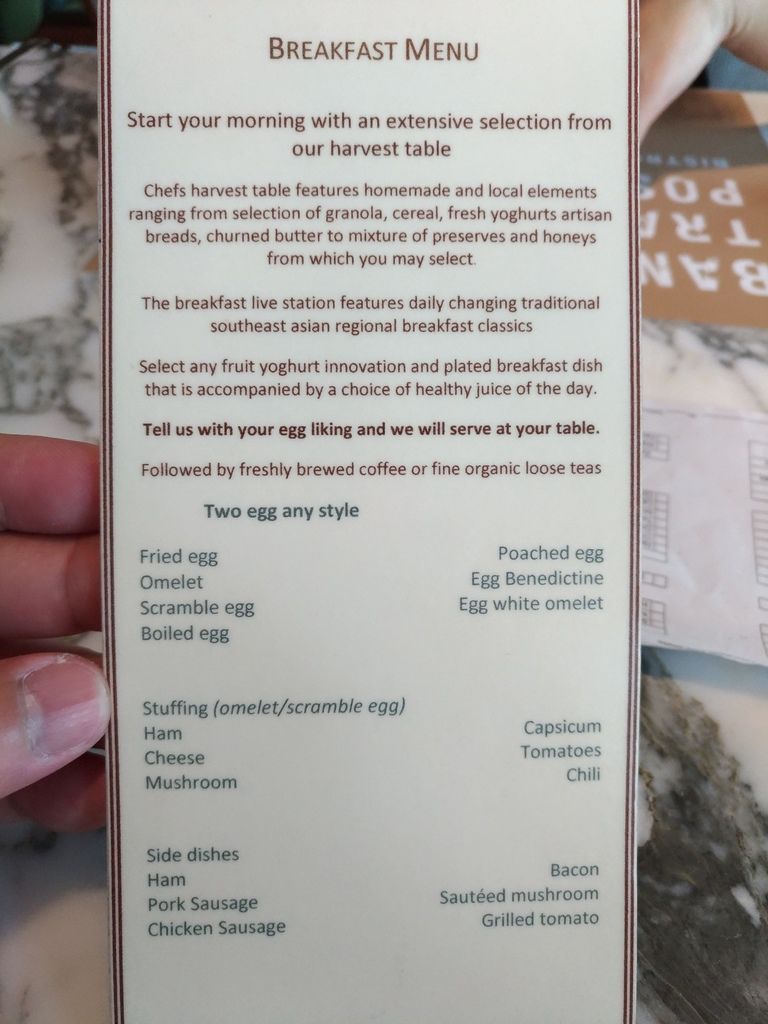 BREAKFAST MENU
Start your morning with an extensive selection from
our harvest table
Chefs harvest table features homemade and local elements
ranging from selection of granola, cereal, fresh yoghurts artisan
breads, churned butter to mixture of preserves and honeys
from which you may select.
The breakfast live station features daily changing traditional
southeast asian regional breakfast classics
Select any fruit yoghurt innovation and plated breakfast dish
that is accompanied by a choice of healthy juice of the day.
Tell us with your egg liking and we will serve at your table.
Followed by freshly brewed coffee or fine organic loose teas
Two egg any style
Fried egg
Omelet
Scramble egg
Boiled egg
Poached egg
Egg Benedictine
Egg white omelet
Stuffing (omelet/scramble egg)
Ham
Cheese
Mushroom
Capsicum
Tomatoes
Chili
Side dishes
Ham
Pork Sausage
Chicken Sausage
Bacon
Sautéed mushroom
Grilled tomato
BAN
TRA
POS
BISTR